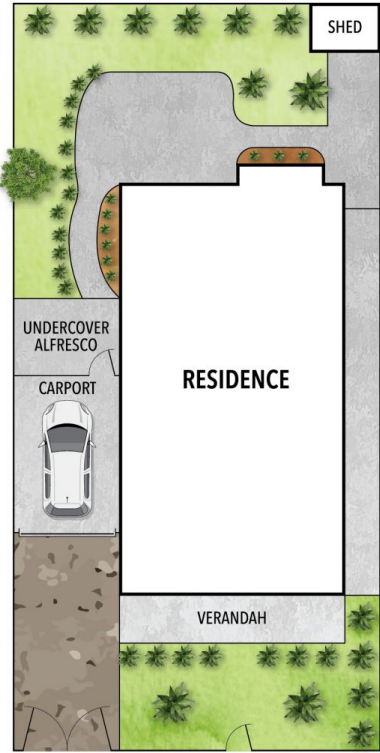 SHED
UNDERCOVER
ALFRESCO
CARPORT
RESIDENCE
VERANDAH